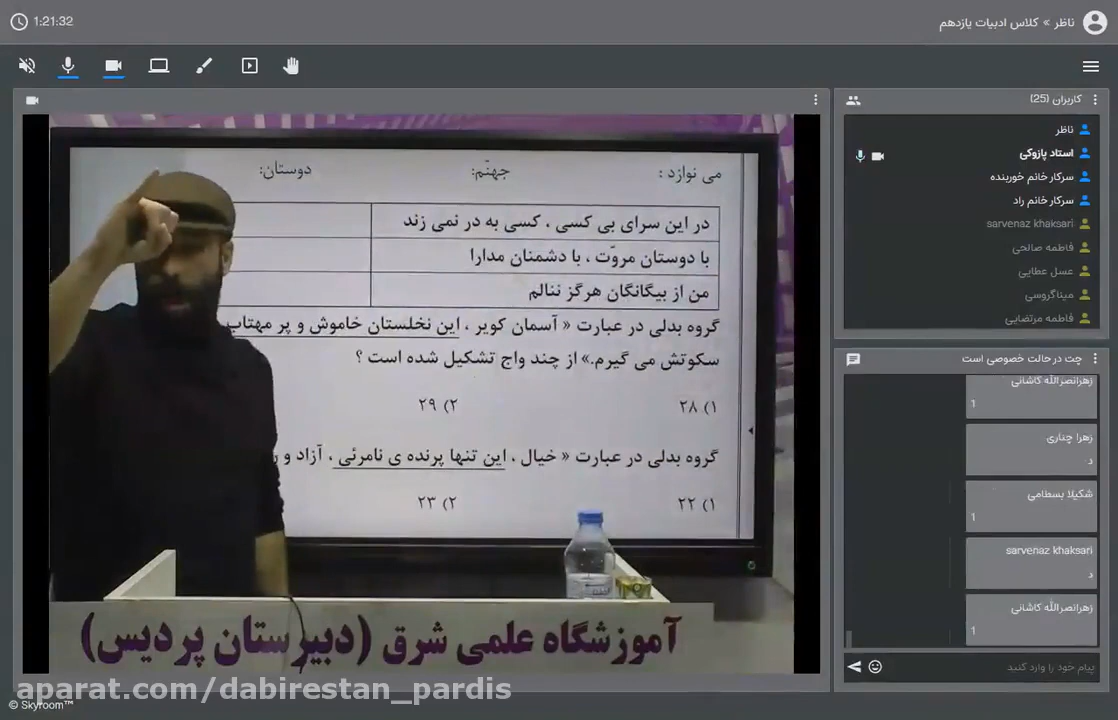 1:21:32
ناظر » کلاس ادبیات یازدهم
می نوازد :
جهنّم:
دوستان:
در این سرای بی کسی ، کسی به در نمی زند
با دوستان مروّت ، با دشمنان مدارا
من از بیگانگان هرگز ننالم
گروه بدلی در عبارت « آسمان کویر ، این نخلستان خاموش و پر مهتاب
سکوتش می گیرم.» از چند واج تشکیل شده است ؟
۱) ۲۸
۲) ۲۹
گروه بدلی در عبارت « خیال ، این تنها پرنده ی نامرئی ، آزاد و
۱) ۲۲
۲) ۲۳
آموزشگاه علمی شرق (دبیرستان پردیس)
aparat.com/dabirestan_pardis
© Skyroom™
کاربران (25)
ناظر
استاد پازوکی
سرکار خانم خوربنده
سرکار خانم راد
sarvenaz khaksari
فاطمه صالحی
عسل عطایی
میناگروسی
فاطمه مرتضایی
چت در حالت خصوصی است
زهرانصرالله کاشانی
1
زهرا چناری
د
شکیلا بسطامی
1
sarvenaz khaksari
د
زهرانصرالله کاشانی
1
پیام خود را وارد کنید